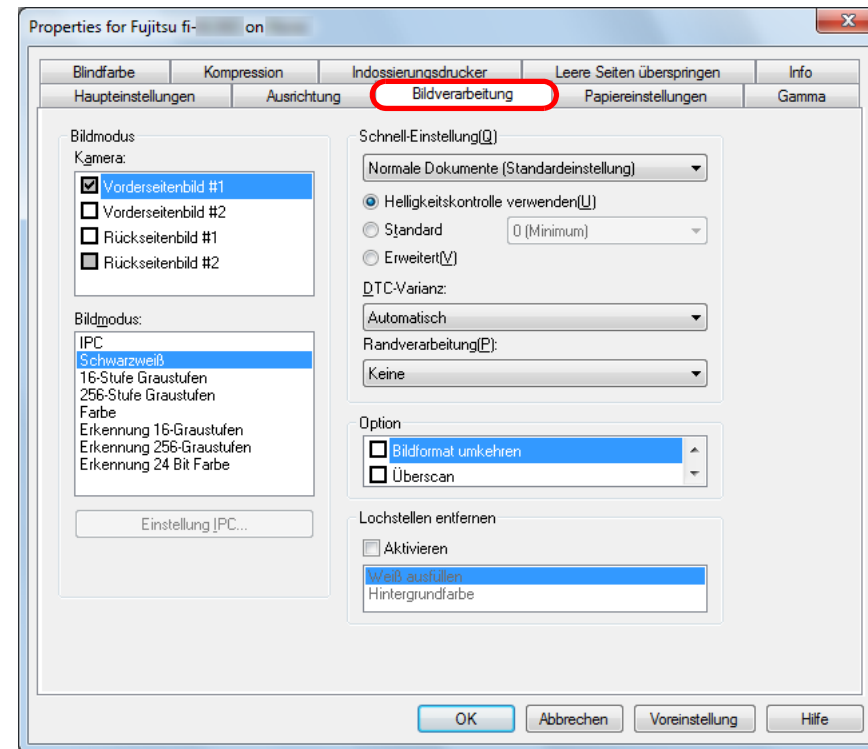 Properties for Fujitsu fi- on
Blindfarbe Kompression Indossierungsdrucker Leere Seiten überspringen Info
Haupteinstellungen Ausrichtung Bildverarbeitung Papiereinstellungen Gamma
Bildmodus
Kamera:
Vorderseitenbild #1
Vorderseitenbild #2
Rückseitenbild #1
Rückseitenbild #2
Bildmodus:
IPC
Schwarzweiß
16-Stufe Graustufen
256-Stufe Graustufen
Farbe
Erkennung 16-Graustufen
Erkennung 256-Graustufen
Erkennung 24 Bit Farbe
Einstellung IPC...
Schnell-Einstellung(Q)
Normale Dokumente (Standardeinstellung)
Helligkeitskontrolle verwenden(U)
Standard 0 (Minimum)
Erweitert(V)
DTC-Varianz:
Automatisch
Randverarbeitung(P):
Keine
Option
Bildformat umkehren
Überscan
Lochstellen entfernen
Aktivieren
Weiß ausfüllen
Hintergrundfarbe
OK Abbrechen Voreinstellung Hilfe